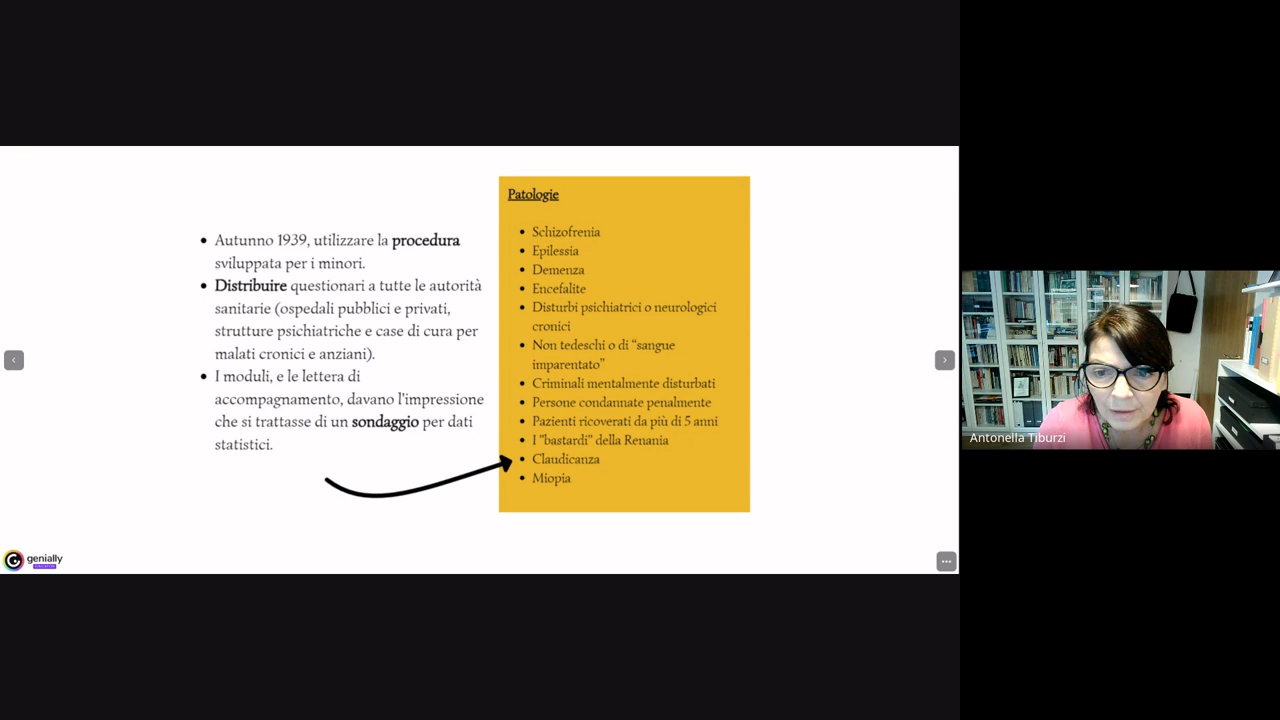 Autunno 1939, utilizzare la procedura
sviluppata per i minori.
Distribuire questionari a tutte le autorità
sanitarie (ospedali pubblici e privati,
strutture psichiatriche e case di cura per
malati cronici e anziani).
I moduli, e le lettera di
accompagnamento, davano l'impressione
che si trattasse di un sondaggio per dati
statistici.
Patologie
Schizofrenia
Epilessia
Demenza
Encefalite
Disturbi psichiatrici o neurologici
cronici
Non tedeschi o di “sangue
imparentato”
Criminali mentalmente disturbati
Persone condannate penalmente
Pazienti ricoverati da più di 5 anni
I "bastardi" della Renania
Claudicanza
Miopia
Antonella Tiburzi
genially